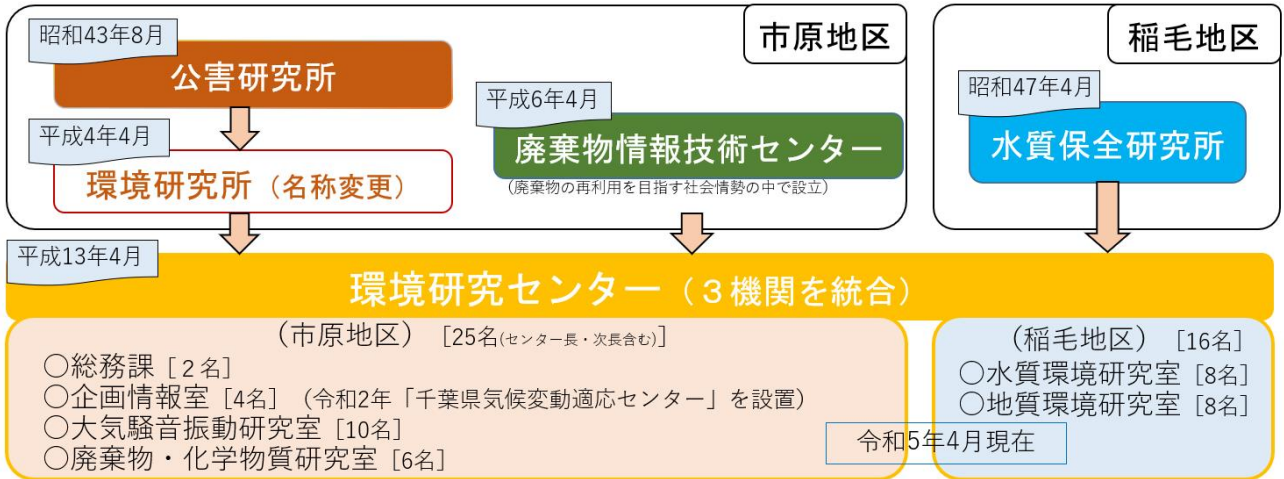 市原地区
昭和43年8月
公害研究所
平成4年4月
環境研究所（名称変更）
平成6年4月
廃棄物情報技術センター
(廃棄物の再利用を目指す社会情勢の中で設立)
稲毛地区
昭和47年4月
水質保全研究所
平成13年4月
環境研究センター（３機関を統合）
（市原地区）［25名(センター長・次長含む)］
〇総務課［２名］
〇企画情報室［4名］（令和2年「千葉県気候変動適応センター」を設置）
〇大気騒音振動研究室［10名］
〇廃棄物・化学物質研究室［6名］
（稲毛地区）［16名］
〇水質環境研究室［8名］
〇地質環境研究室［8名］
令和5年4月現在